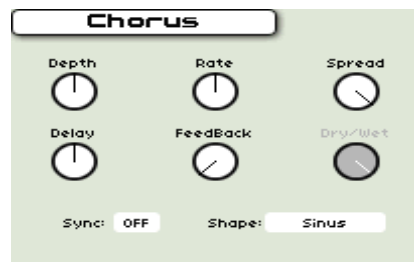 Chorus
Depth Rate Spread
Delay FeedBack Dry/Wet
Sync: OFF Shape: Sinus